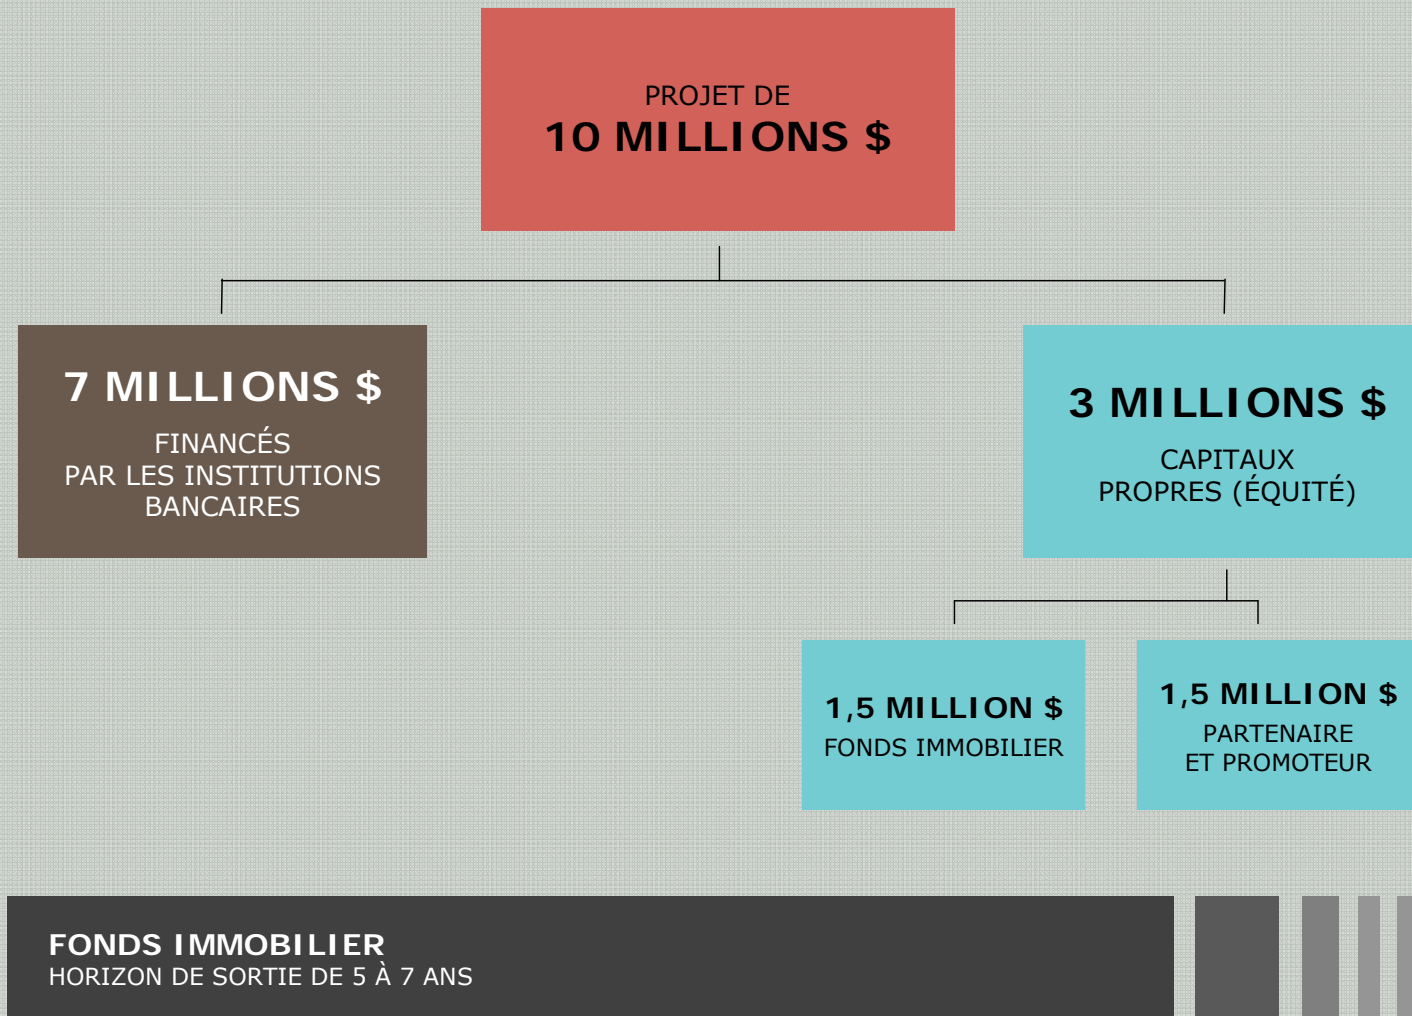 PROJET DE
10 MILLIONS $
7 MILLIONS $
FINANCÉS
PAR LES INSTITUTIONS
BANCAIRES
3 MILLIONS $
CAPITAUX
PROPRES (ÉQUITÉ)
1,5 MILLION $
FONDS IMMOBILIER
1,5 MILLION $
PARTENAIRE
ET PROMOTEUR
FONDS IMMOBILIER
HORIZON DE SORTIE DE 5 À 7 ANS